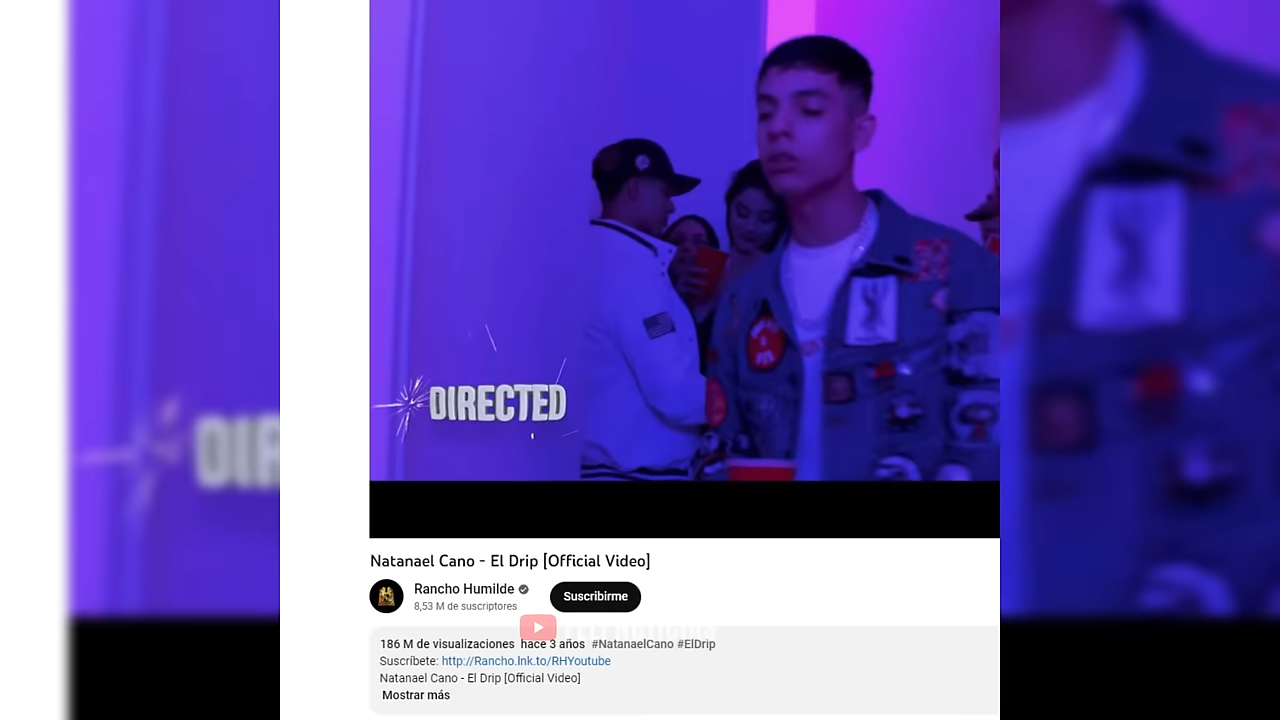 DIRECTED
Natanael Cano - El Drip [Official Video]
Rancho Humilde
8,53 M de suscriptores
Suscribirme
186 M de visualizaciones hace 3 años #NatanaelCano #ElDrip
Suscríbete: http://Rancho.lnk.to/RHYoutube
Natanael Cano - El Drip [Official Video]
Mostrar más